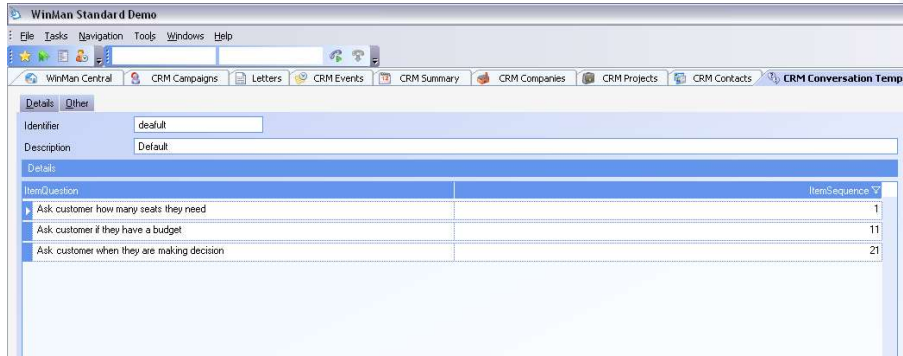 WinMan Standard Demo
File Tasks Navigation Tools Windows Help
WinMan Central CRM Campaigns Letters CRM Events CRM Summary CRM Companies CRM Projects CRM Contacts CRM Conversation Temp
Details Other
Identifier deafult
Description Default
Details
ItemQuestion ItemSequence
Ask customer how many seats they need 1
Ask customer if they have a budget 11
Ask customer when they are making decision 21